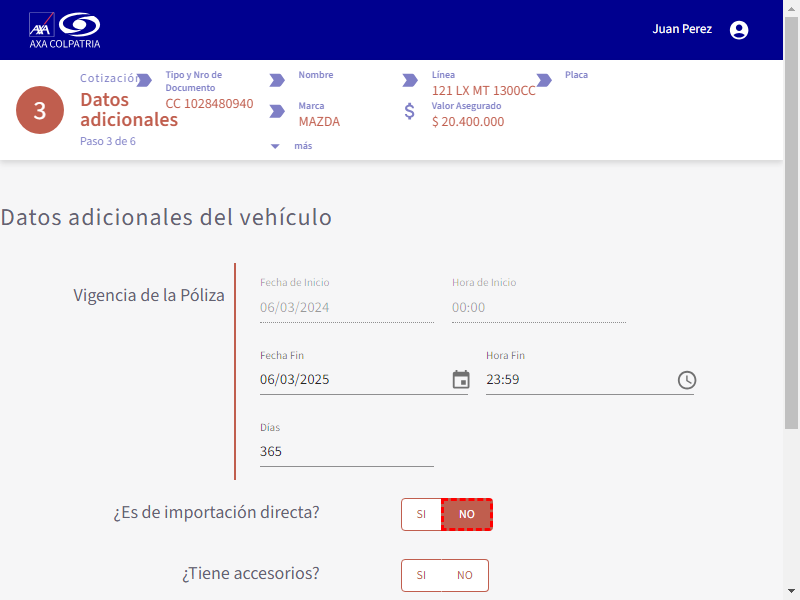 AXA
AXA COLPATRIA
Juan Perez
3
Cotización
Datos
adicionales
Paso 3 de 6
Tipo y Nro de
Documento
CC 1028480940
Nombre
Marca
MAZDA
más
Línea
121 LX MT 1300CC
Valor Asegurado
$ 20.400.000
Placa
Datos adicionales del vehículo
Vigencia de la Póliza
Fecha de Inicio
06/03/2024
Hora de Inicio
00:00
Fecha Fin
06/03/2025
Hora Fin
23:59
Días
365
¿Es de importación directa?
SI NO
¿Tiene accesorios?
SI NO